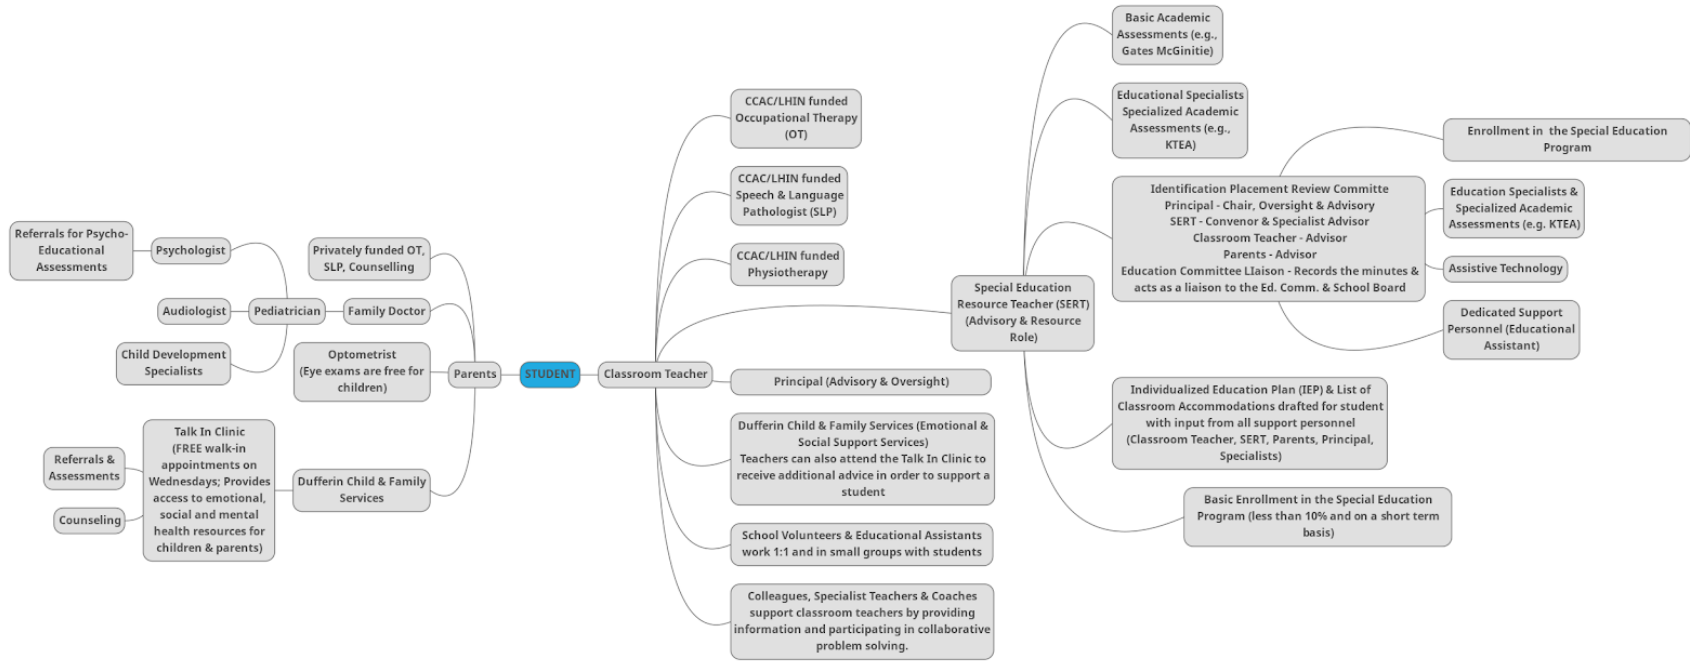 Basic Academic
Assessments (e.g.,
Gates McGinitie)
Educational Specialists
Specialized Academic
Assessments (e.g.,
KTEA)
CCAC/LHIN funded
Occupational Therapy
(OT)
Enrollment in  the Special Education
Program
CCAC/LHIN funded
Speech & Language
Pathologist (SLP)
Identification Placement Review Committe
Principal - Chair, Oversight & Advisory
SERT - Convenor & Specialist Advisor
Classroom Teacher - Advisor
Parents - Advisor
Education Committee LIaison - Records the minutes &
acts as a liaison to the Ed. Comm. & School Board
Education Specialists &
Specialized Academic
Assessments (e.g. KTEA)
Assistive Technology
Dedicated Support
Personnel (Educational
Assistant)
Referrals for Psycho-
Educational
Assessments
Psychologist
Privately funded OT,
SLP, Counselling
CCAC/LHIN funded
Physiotherapy
Special Education
Resource Teacher (SERT)
(Advisory & Resource
Role)
Audiologist
Pediatrician
Family Doctor
Child Development
Specialists
Optometrist
(Eye exams are free for
children)
Parents
STUDENT
Classroom Teacher
Principal (Advisory & Oversight)
Individualized Education Plan (IEP) & List of
Classroom Accommodations drafted for student
with input from all support personnel
(Classroom Teacher, SERT, Parents, Principal,
Specialists)
Dufferin Child & Family Services (Emotional &
Social Support Services)
Teachers can also attend the Talk In Clinic to
receive additional advice in order to support a
student
Talk In Clinic
(FREE walk-in
appointments on
Wednesdays; Provides
access to emotional,
social and mental
health resources for
children & parents)
Referrals &
Assessments
Counseling
Dufferin Child & Family
Services
Basic Enrollment in the Special Education
Program (less than 10% and on a short term
basis)
School Volunteers & Educational Assistants
work 1:1 and in small groups with students
Colleagues, Specialist Teachers & Coaches
support classroom teachers by providing
information and participating in collaborative
problem solving.